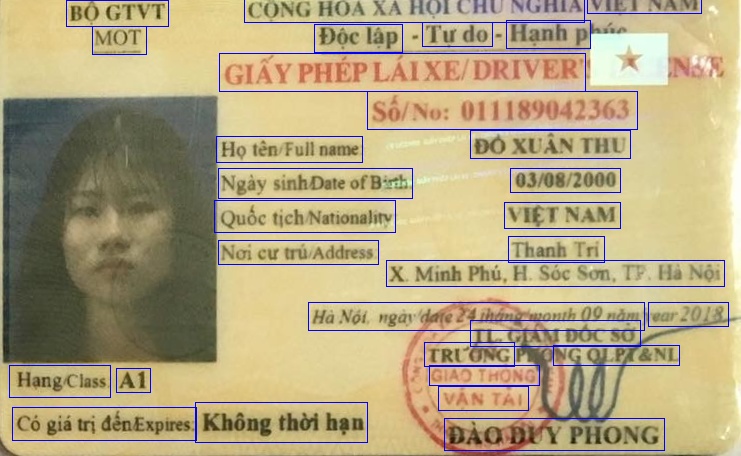 BỘ GTVT CỘNG HÒA XÃ HỘI CHỦ NGHĨA VIỆT NAM
MOT Độc lập - Tự do - Hạnh phúc
GIẤY PHÉP LÁI XE/DRIVER'S LICENSE
Số/No: 011189042363
Họ tên/Full name ĐỖ XUÂN THU
Ngày sinh/Date of Birth 03/08/2000
Quốc tịch/Nationality VIỆT NAM
Nơi cư trú/Address Thanh Trí
X. Minh Phú, H. Sóc Sơn, TP. Hà Nội
Hà Nội, ngày/date 24 tháng/month 09 năm/year 2018
TL. GIÁM ĐỐC SỞ
TRƯỞNG PHÒNG QLPT&NL
GIAO THÔNG
VẬN TẢI
Hạng/Class: A1
Có giá trị đến/Expires: Không thời hạn
ĐÀO DUY PHONG